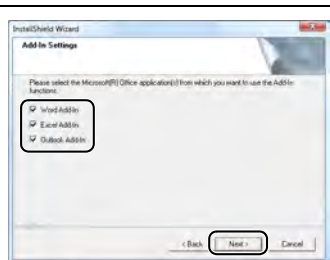 InstallShield Wizard
Add-In Settings
Please select the Microsoft(R) Office application(s) from which you want to use the Add-In
functions.
Word Add-In
Excel Add-In
Outlook Add-In
< Back
Next >
Cancel